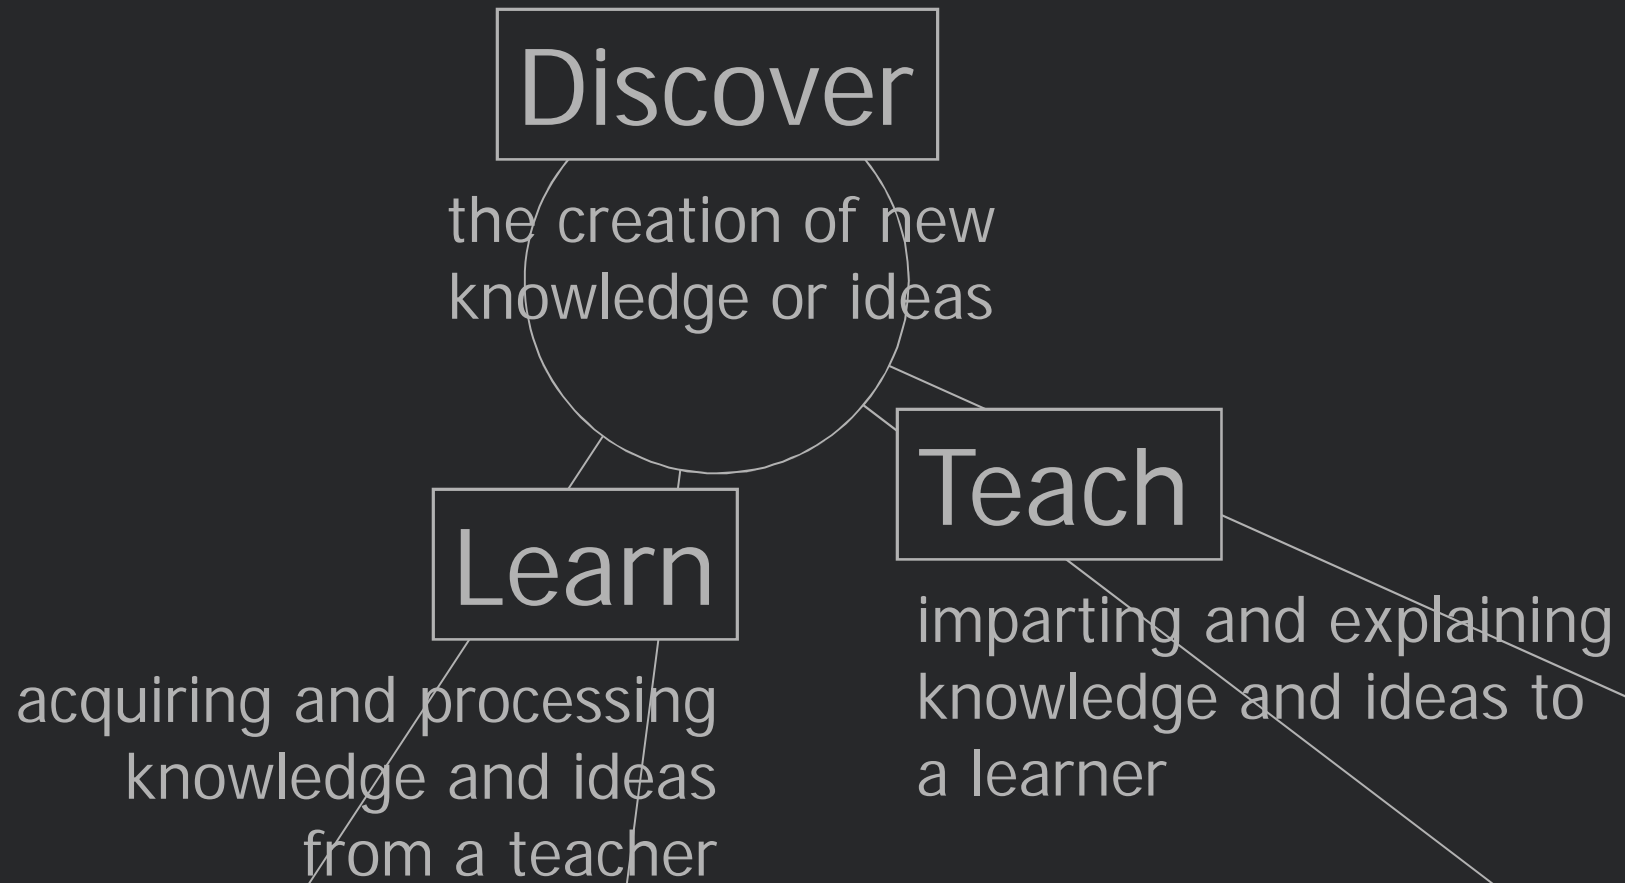 Discover
the creation of new
knowledge or ideas
Teach
imparting and explaining
knowledge and ideas to
a learner
Learn
acquiring and processing
knowledge and ideas
from a teacher